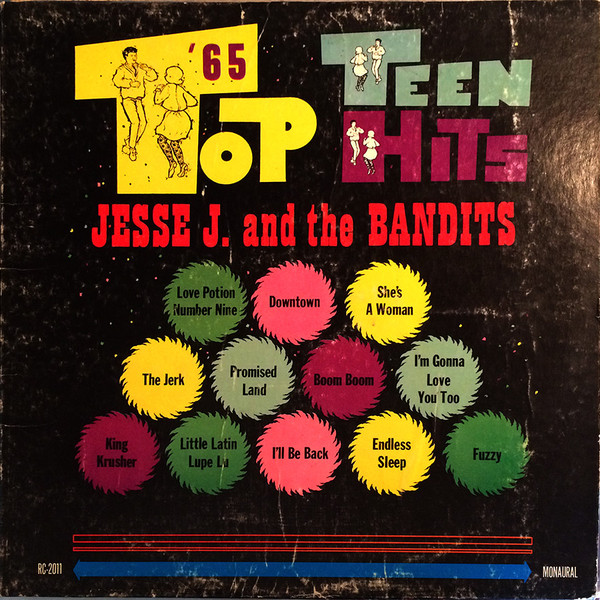 '65
TOP TEEN
HITS
JESSE J. and the BANDITS
Love Potion
Number Nine
Downtown
She's
A Woman
The Jerk
Promised
Land
Boom Boom
I'm Gonna
Love
You Too
King
Krusher
Little Latin
Lupe Lu
I'll Be Back
Endless
Sleep
Fuzzy
RC-2011
MONAURAL